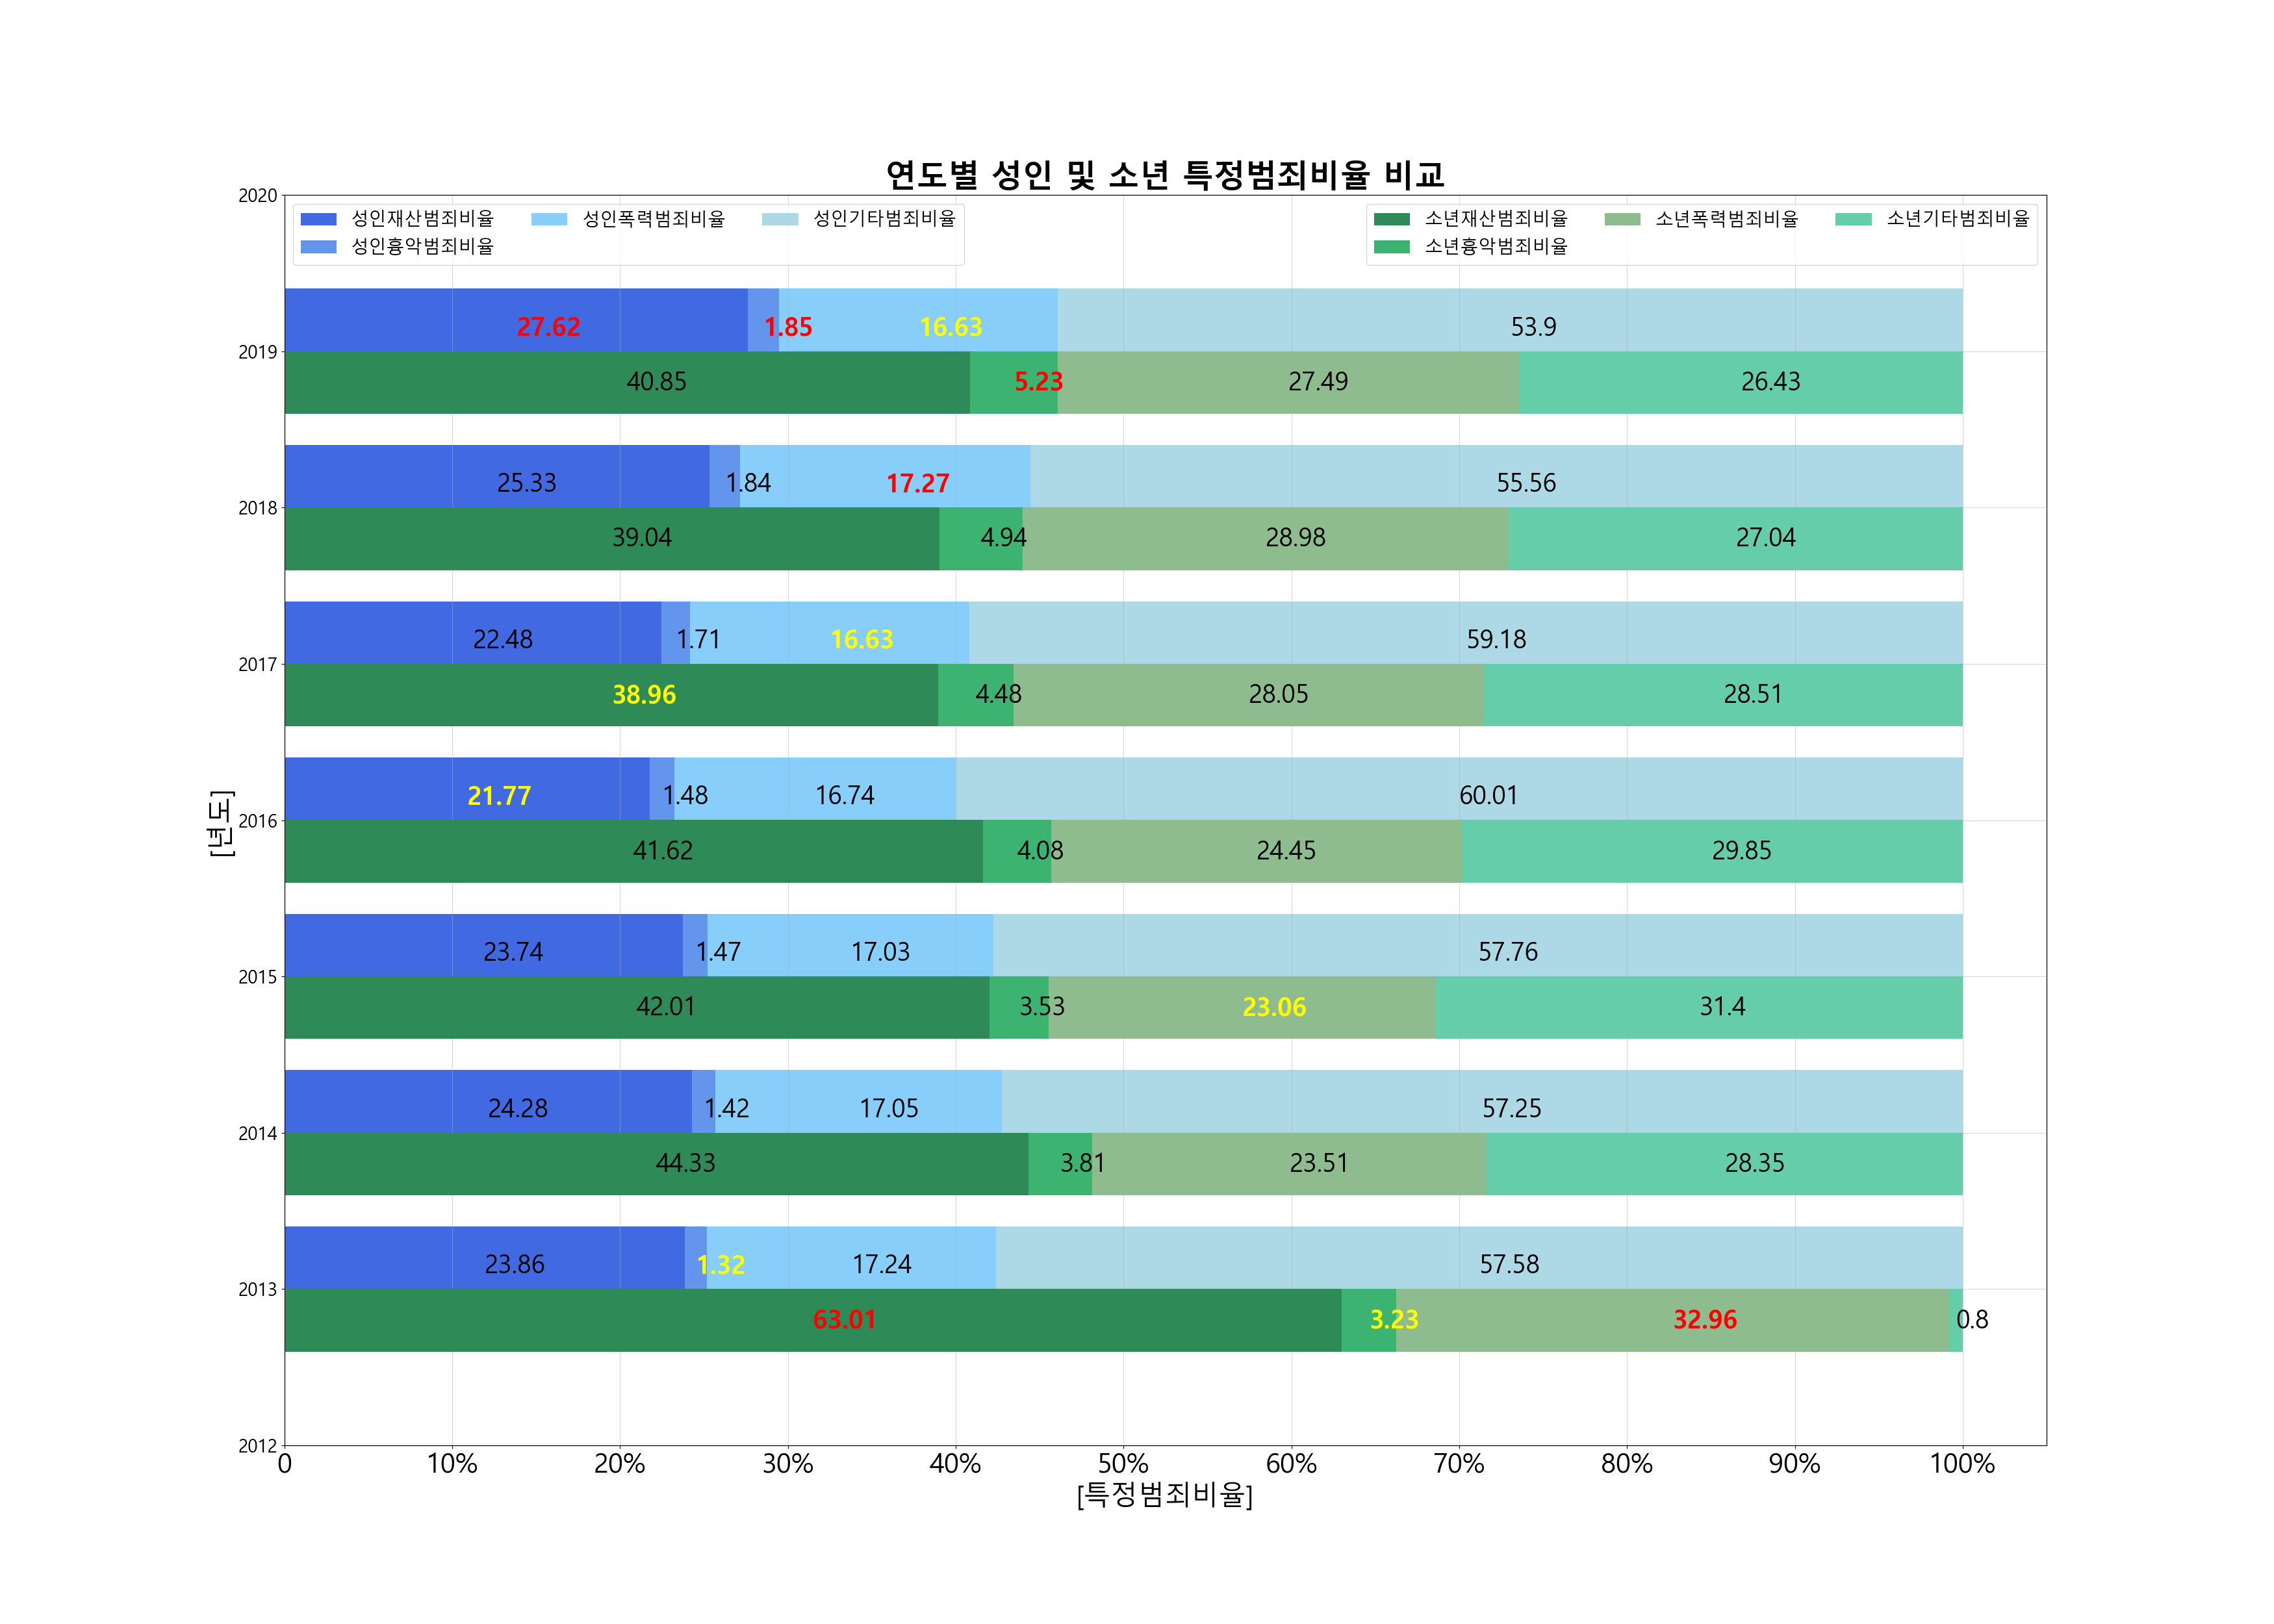 연도별 성인 및 소년 특정범죄비율 비교
2020
성인재산범죄비율 성인폭력범죄비율 성인기타범죄비율 소년재산범죄비율 소년폭력범죄비율 소년기타범죄비율
성인흉악범죄비율 소년흉악범죄비율
27.62 1.85 16.63 53.9
2019
40.85 5.23 27.49 26.43
25.33 1.84 17.27 55.56
2018
39.04 4.94 28.98 27.04
22.48 1.71 16.63 59.18
2017
38.96 4.48 28.05 28.51
21.77 1.48 16.74 60.01
[년도]
2016
41.62 4.08 24.45 29.85
23.74 1.47 17.03 57.76
2015
42.01 3.53 23.06 31.4
24.28 1.42 17.05 57.25
2014
44.33 3.81 23.51 28.35
23.86 1.32 17.24 57.58
2013
63.01 3.23 32.96 0.8
2012
0 10% 20% 30% 40% 50% 60% 70% 80% 90% 100%
[특정범죄비율]